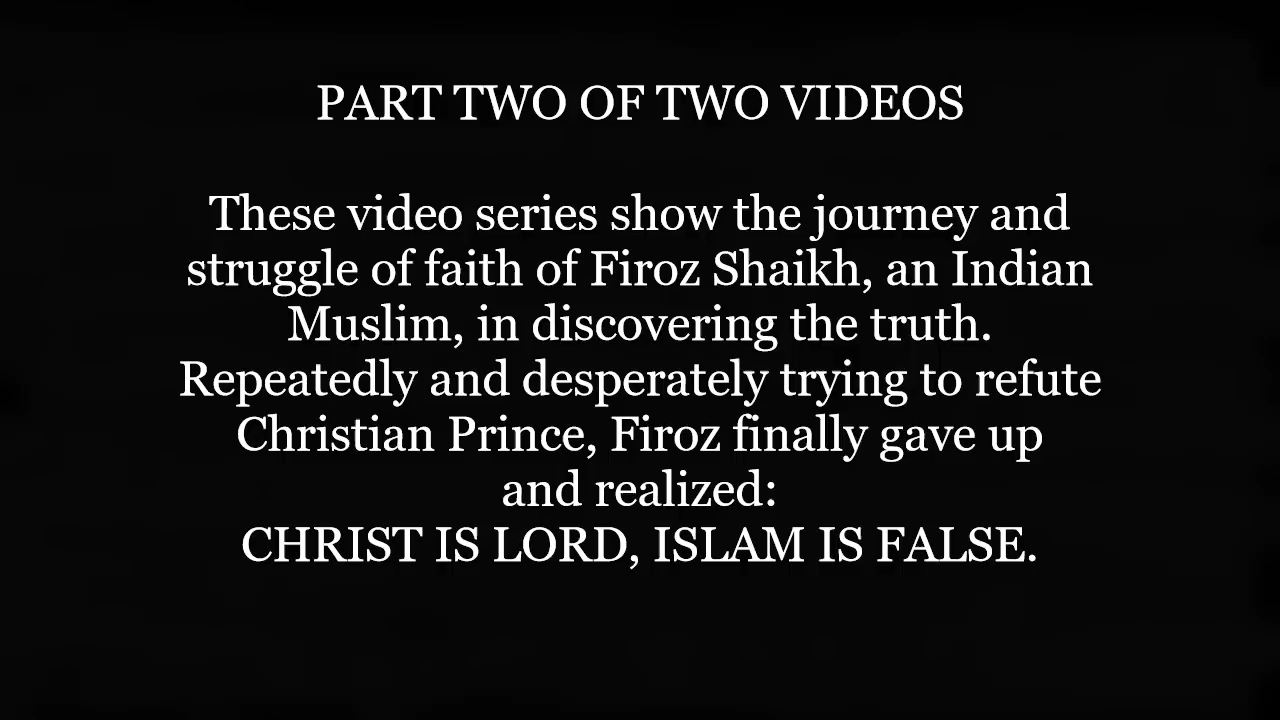 PART TWO OF TWO VIDEOS
These video series show the journey and
struggle of faith of Firoz Shaikh, an Indian
Muslim, in discovering the truth.
Repeatedly and desperately trying to refute
Christian Prince, Firoz finally gave up
and realized:
CHRIST IS LORD, ISLAM IS FALSE.